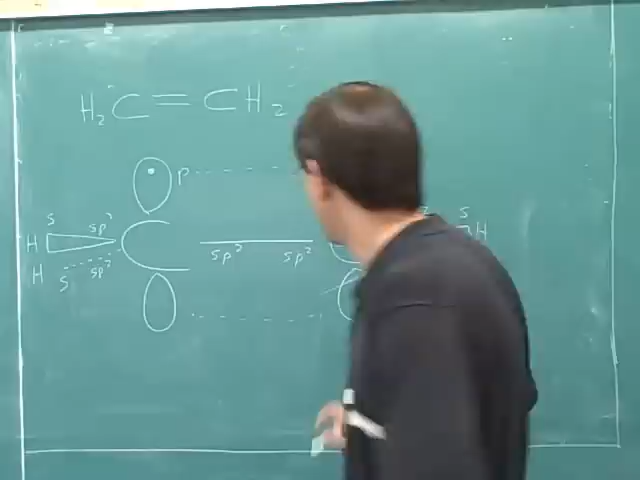 H₂C=CH₂
P
S sp² S
H C sp² sp² H
H S sp²